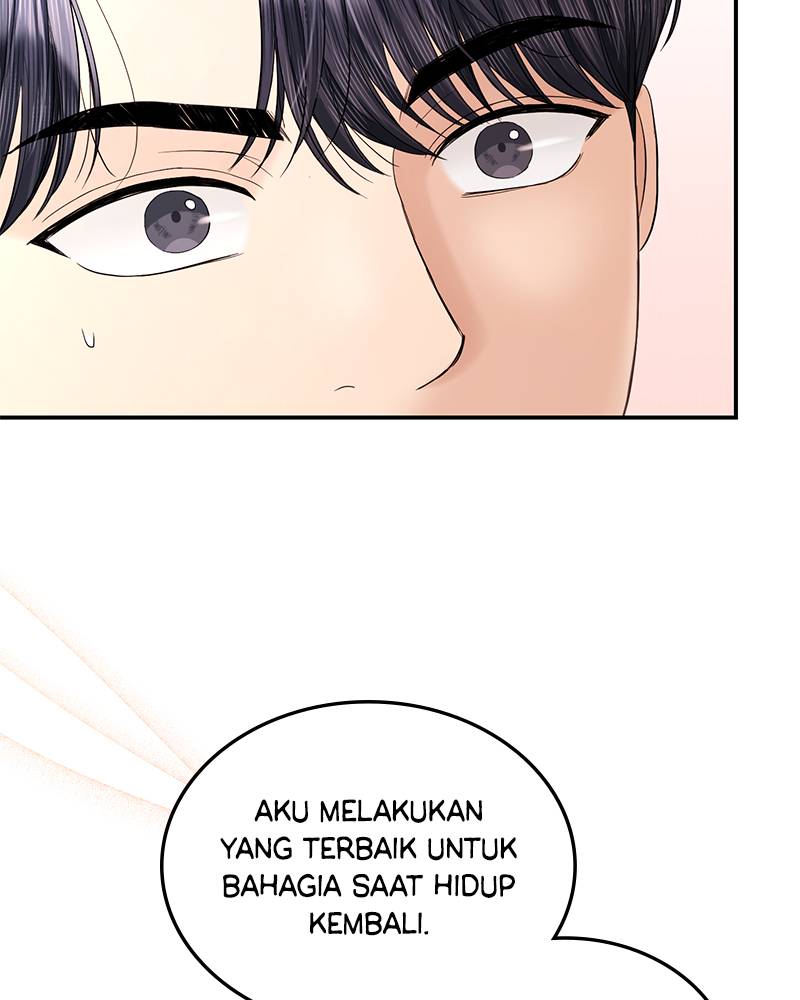 AKU MELAKUKAN
YANG TERBAIK UNTUK
BAHAGIA SAAT HIDUP
KEMBALI.